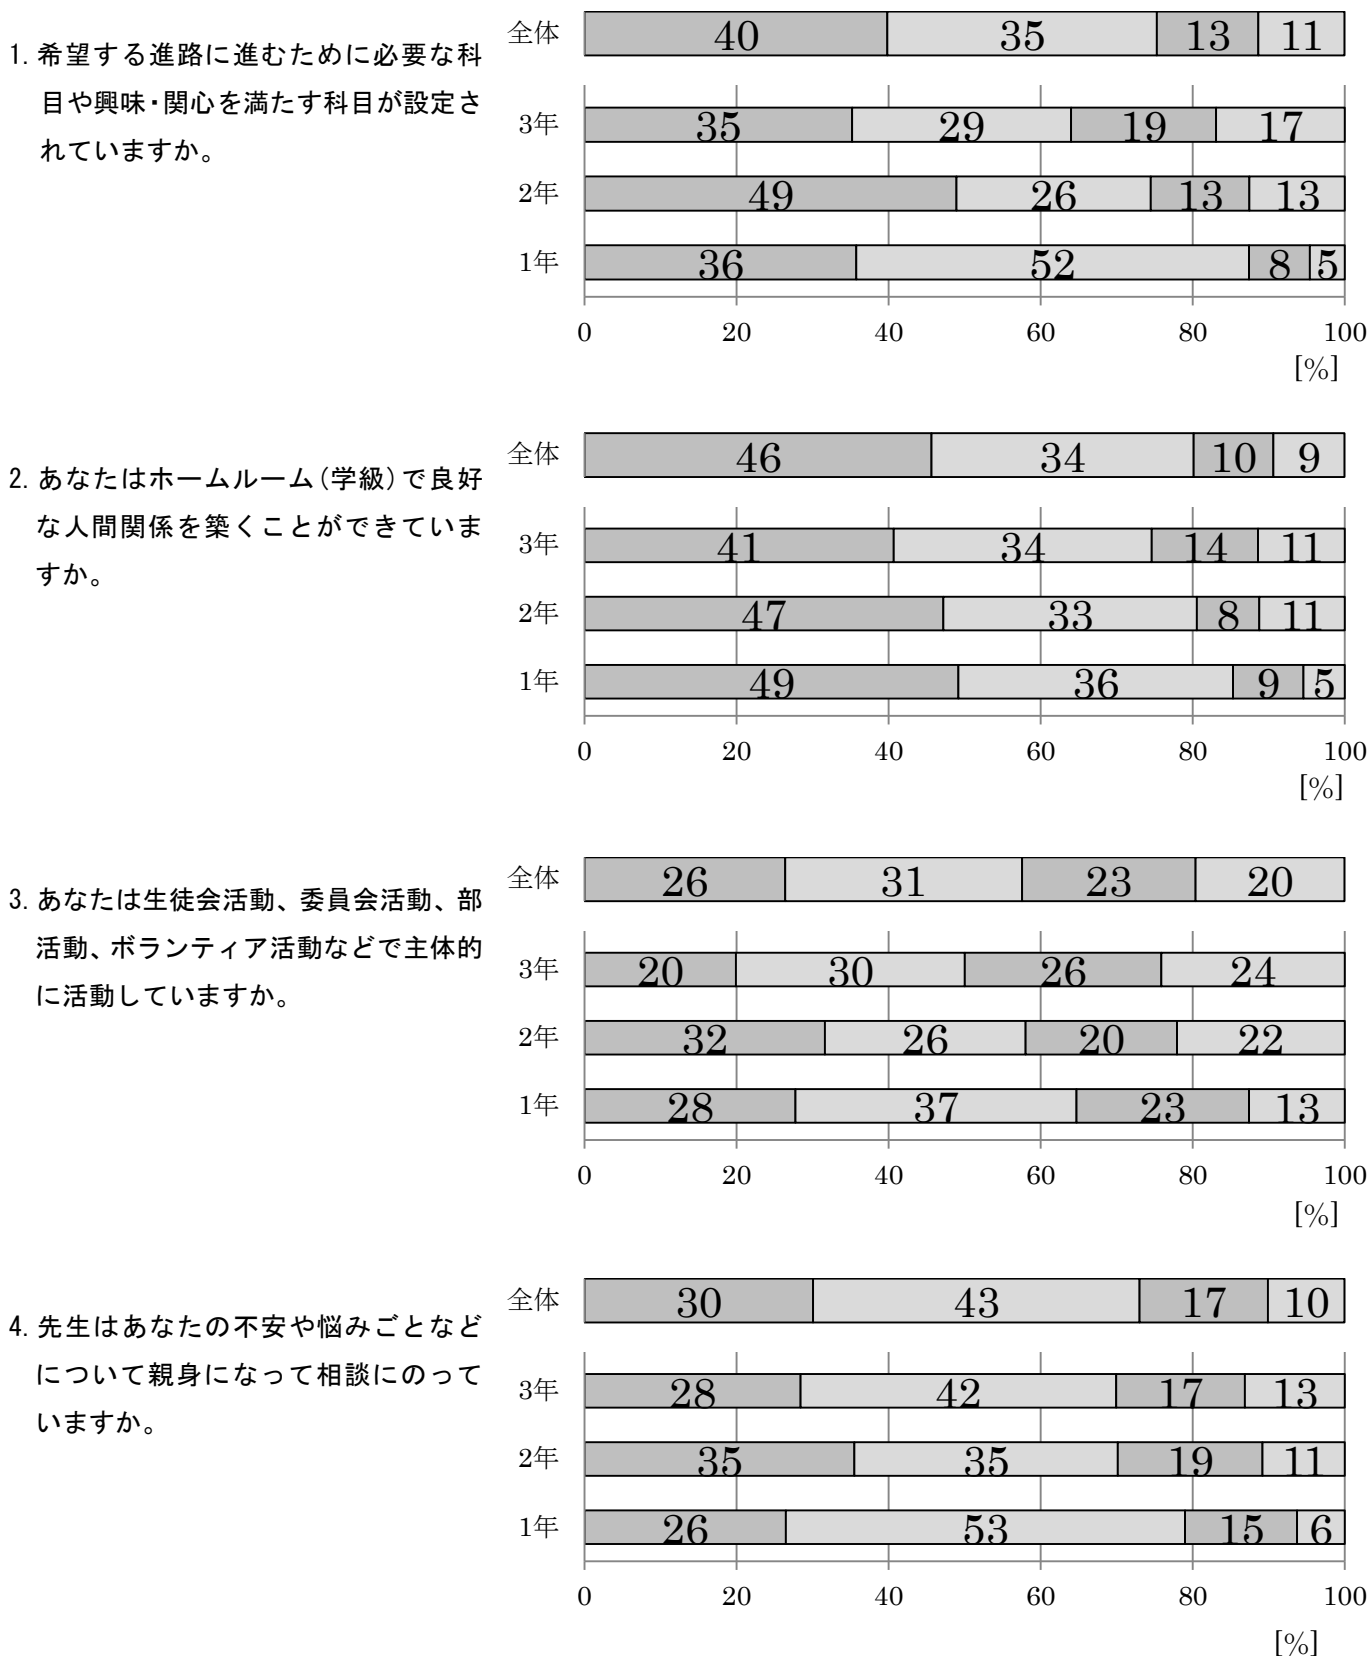 全体 40 35 13 11
1. 希望する進路に進むために必要な科
目や興味・関心を満たす科目が設定さ
れていますか。
3年 35 29 19 17
2年 49 26 13 13
1年 36 52 8 5
0 20 40 60 80 100
[%]
全体 46 34 10 9
2. あなたはホームルーム(学級)で良好
な人間関係を築くことができていま
すか。
3年 41 34 14 11
2年 47 33 8 11
1年 49 36 9 5
0 20 40 60 80 100
[%]
全体 26 31 23 20
3. あなたは生徒会活動、委員会活動、部
活動、ボランティア活動などで主体的
に活動していますか。
3年 20 30 26 24
2年 32 26 20 22
1年 28 37 23 13
0 20 40 60 80 100
[%]
全体 30 43 17 10
4. 先生はあなたの不安や悩みごとなど
について親身になって相談にのって
いますか。
3年 28 42 17 13
2年 35 35 19 11
1年 26 53 15 6
0 20 40 60 80 100
[%]